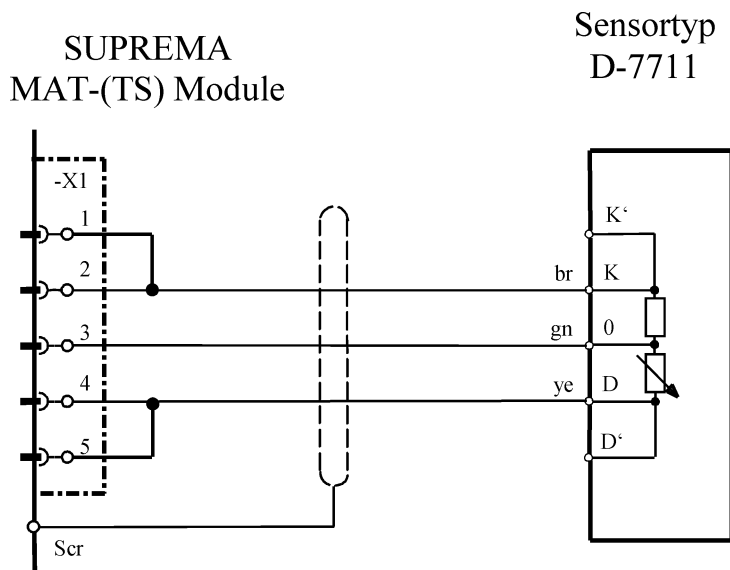 SUPREMA
MAT-(TS) Module
Sensortyp
D-7711
-X1
1
2
3
4
5
Scr
br
gn
ye
K‘
K
0
D
D‘